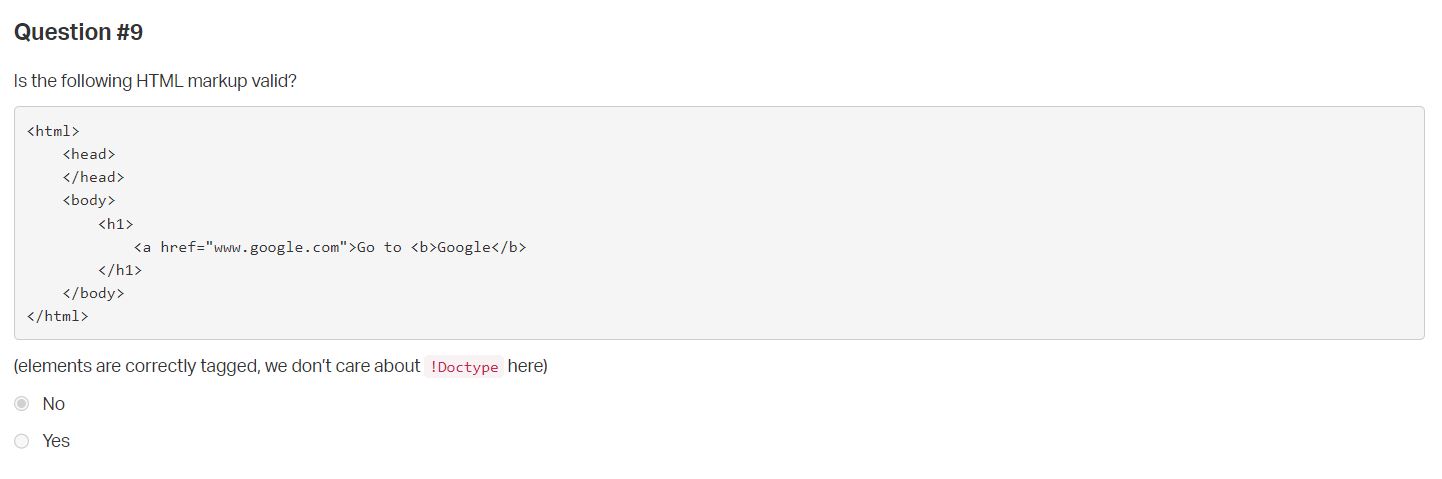 Question #9
Is the following HTML markup valid?
<html>
    <head>
    </head>
    <body>
        <h1>
            <a href="www.google.com">Go to <b>Google</b>
        </h1>
    </body>
</html>
(elements are correctly tagged, we don't care about !Doctype here)
No
Yes